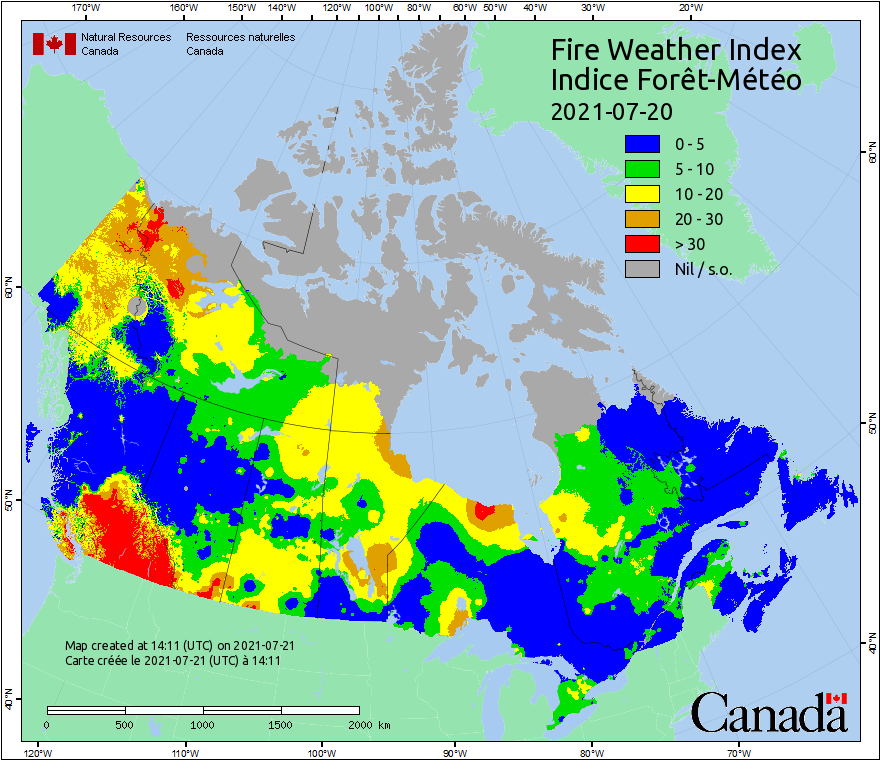 170°W 160°W 150°W 140°W 130°W 120°W 110°W 100°W 90°W 80°W 60°W 50°W 40°W 30°W 20°W
Natural Resources Canada
Ressources naturelles Canada
Fire Weather Index
Indice Forêt-Météo
2021-07-20
0 - 5
5 - 10
10 - 20
20 - 30
> 30
Nil / s.o.
60°N
60°N
50°N
50°N
40°N
40°N
Map created at 14:11 (UTC) on 2021-07-21
Carte créée le 2021-07-21 (UTC) à 14:11
0 500 1000 1500 2000 km
Canada
120°W 110°W 100°W 90°W 80°W 70°W